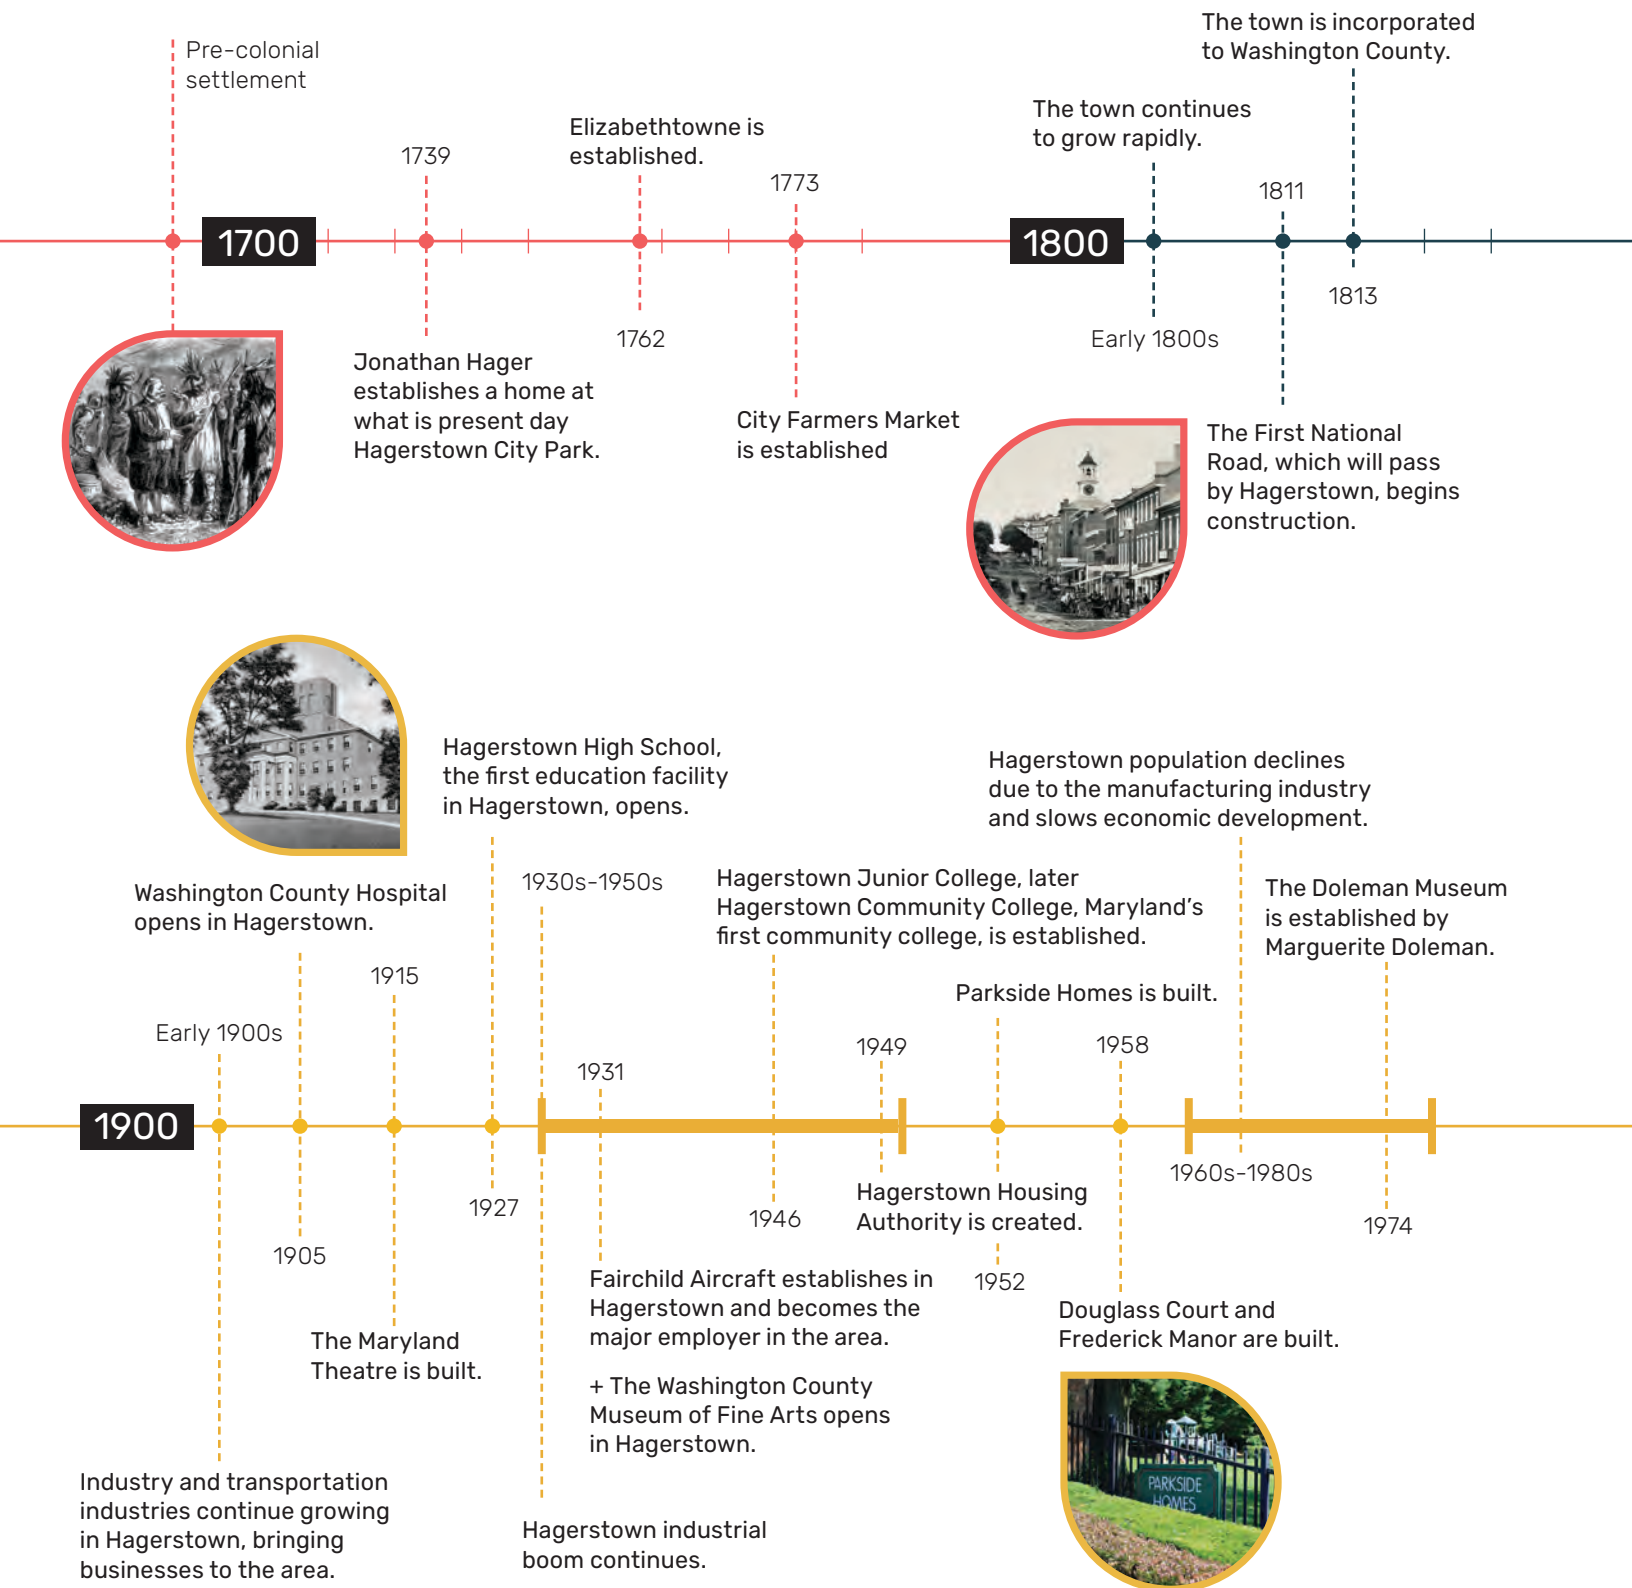 Pre-colonial
settlement
1700
1739
Jonathan Hager
establishes a home at
what is present day
Hagerstown City Park.
Elizabethtowne is
established.
1762
1773
City Farmers Market
is established
1800
The town continues
to grow rapidly.
Early 1800s
1811
The First National
Road, which will pass
by Hagerstown, begins
construction.
The town is incorporated
to Washington County.
1813
1900
Early 1900s
Industry and transportation
industries continue growing
in Hagerstown, bringing
businesses to the area.
Washington County Hospital
opens in Hagerstown.
1905
1915
The Maryland
Theatre is built.
Hagerstown High School,
the first education facility
in Hagerstown, opens.
1927
1930s-1950s
Hagerstown industrial
boom continues.
1931
Fairchild Aircraft establishes in
Hagerstown and becomes the
major employer in the area.
+ The Washington County
Museum of Fine Arts opens
in Hagerstown.
Hagerstown Junior College, later
Hagerstown Community College, Maryland's
first community college, is established.
1946
1949
Hagerstown Housing
Authority is created.
Parkside Homes is built.
1952
1958
Douglass Court and
Frederick Manor are built.
PARKSIDE
HOMES
Hagerstown population declines
due to the manufacturing industry
and slows economic development.
1960s-1980s
The Doleman Museum
is established by
Marguerite Doleman.
1974